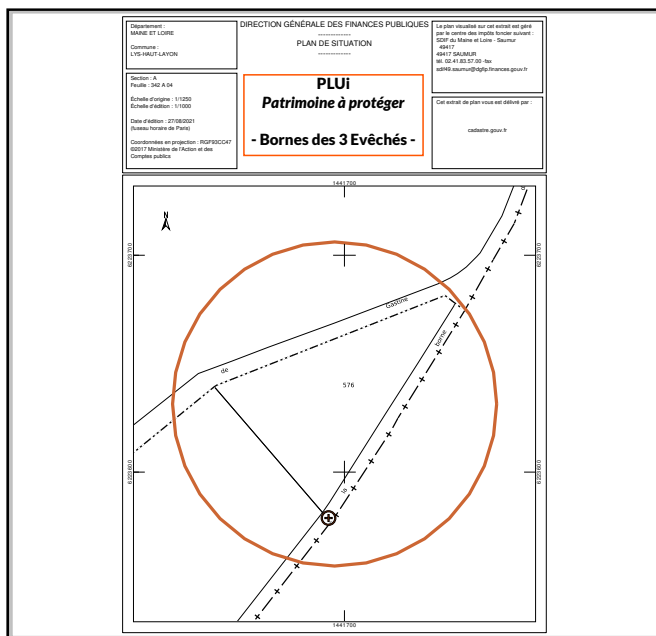 Département :
MAINE ET LOIRE
Commune :
LYS-HAUT-LAYON
Section : A
Feuille : 342 A 04
Échelle d'origine : 1/1250
Échelle d'édition : 1/1000
Date d'édition : 27/08/2021
(fuseau horaire de Paris)
Coordonnées en projection : RGF93CC47
©2017 Ministère de l'Action et des
Comptes publics
DIRECTION GÉNÉRALE DES FINANCES PUBLIQUES
-------------
PLAN DE SITUATION
-------------
PLUi
Patrimoine à protéger
- Bornes des 3 Evêchés -
Le plan visualisé sur cet extrait est géré
par le centre des impôts foncier suivant :
SDIF du Maine et Loire - Saumur
49417
49417 SAUMUR
tél. 02.41.83.57.00 -fax
sdif49.saumur@dgfip.finances.gouv.fr
Cet extrait de plan vous est délivré par :
cadastre.gouv.fr
1441700
N
6223700
6223700
Gastine
borne
de
576
6223600
6223600
la
1441700